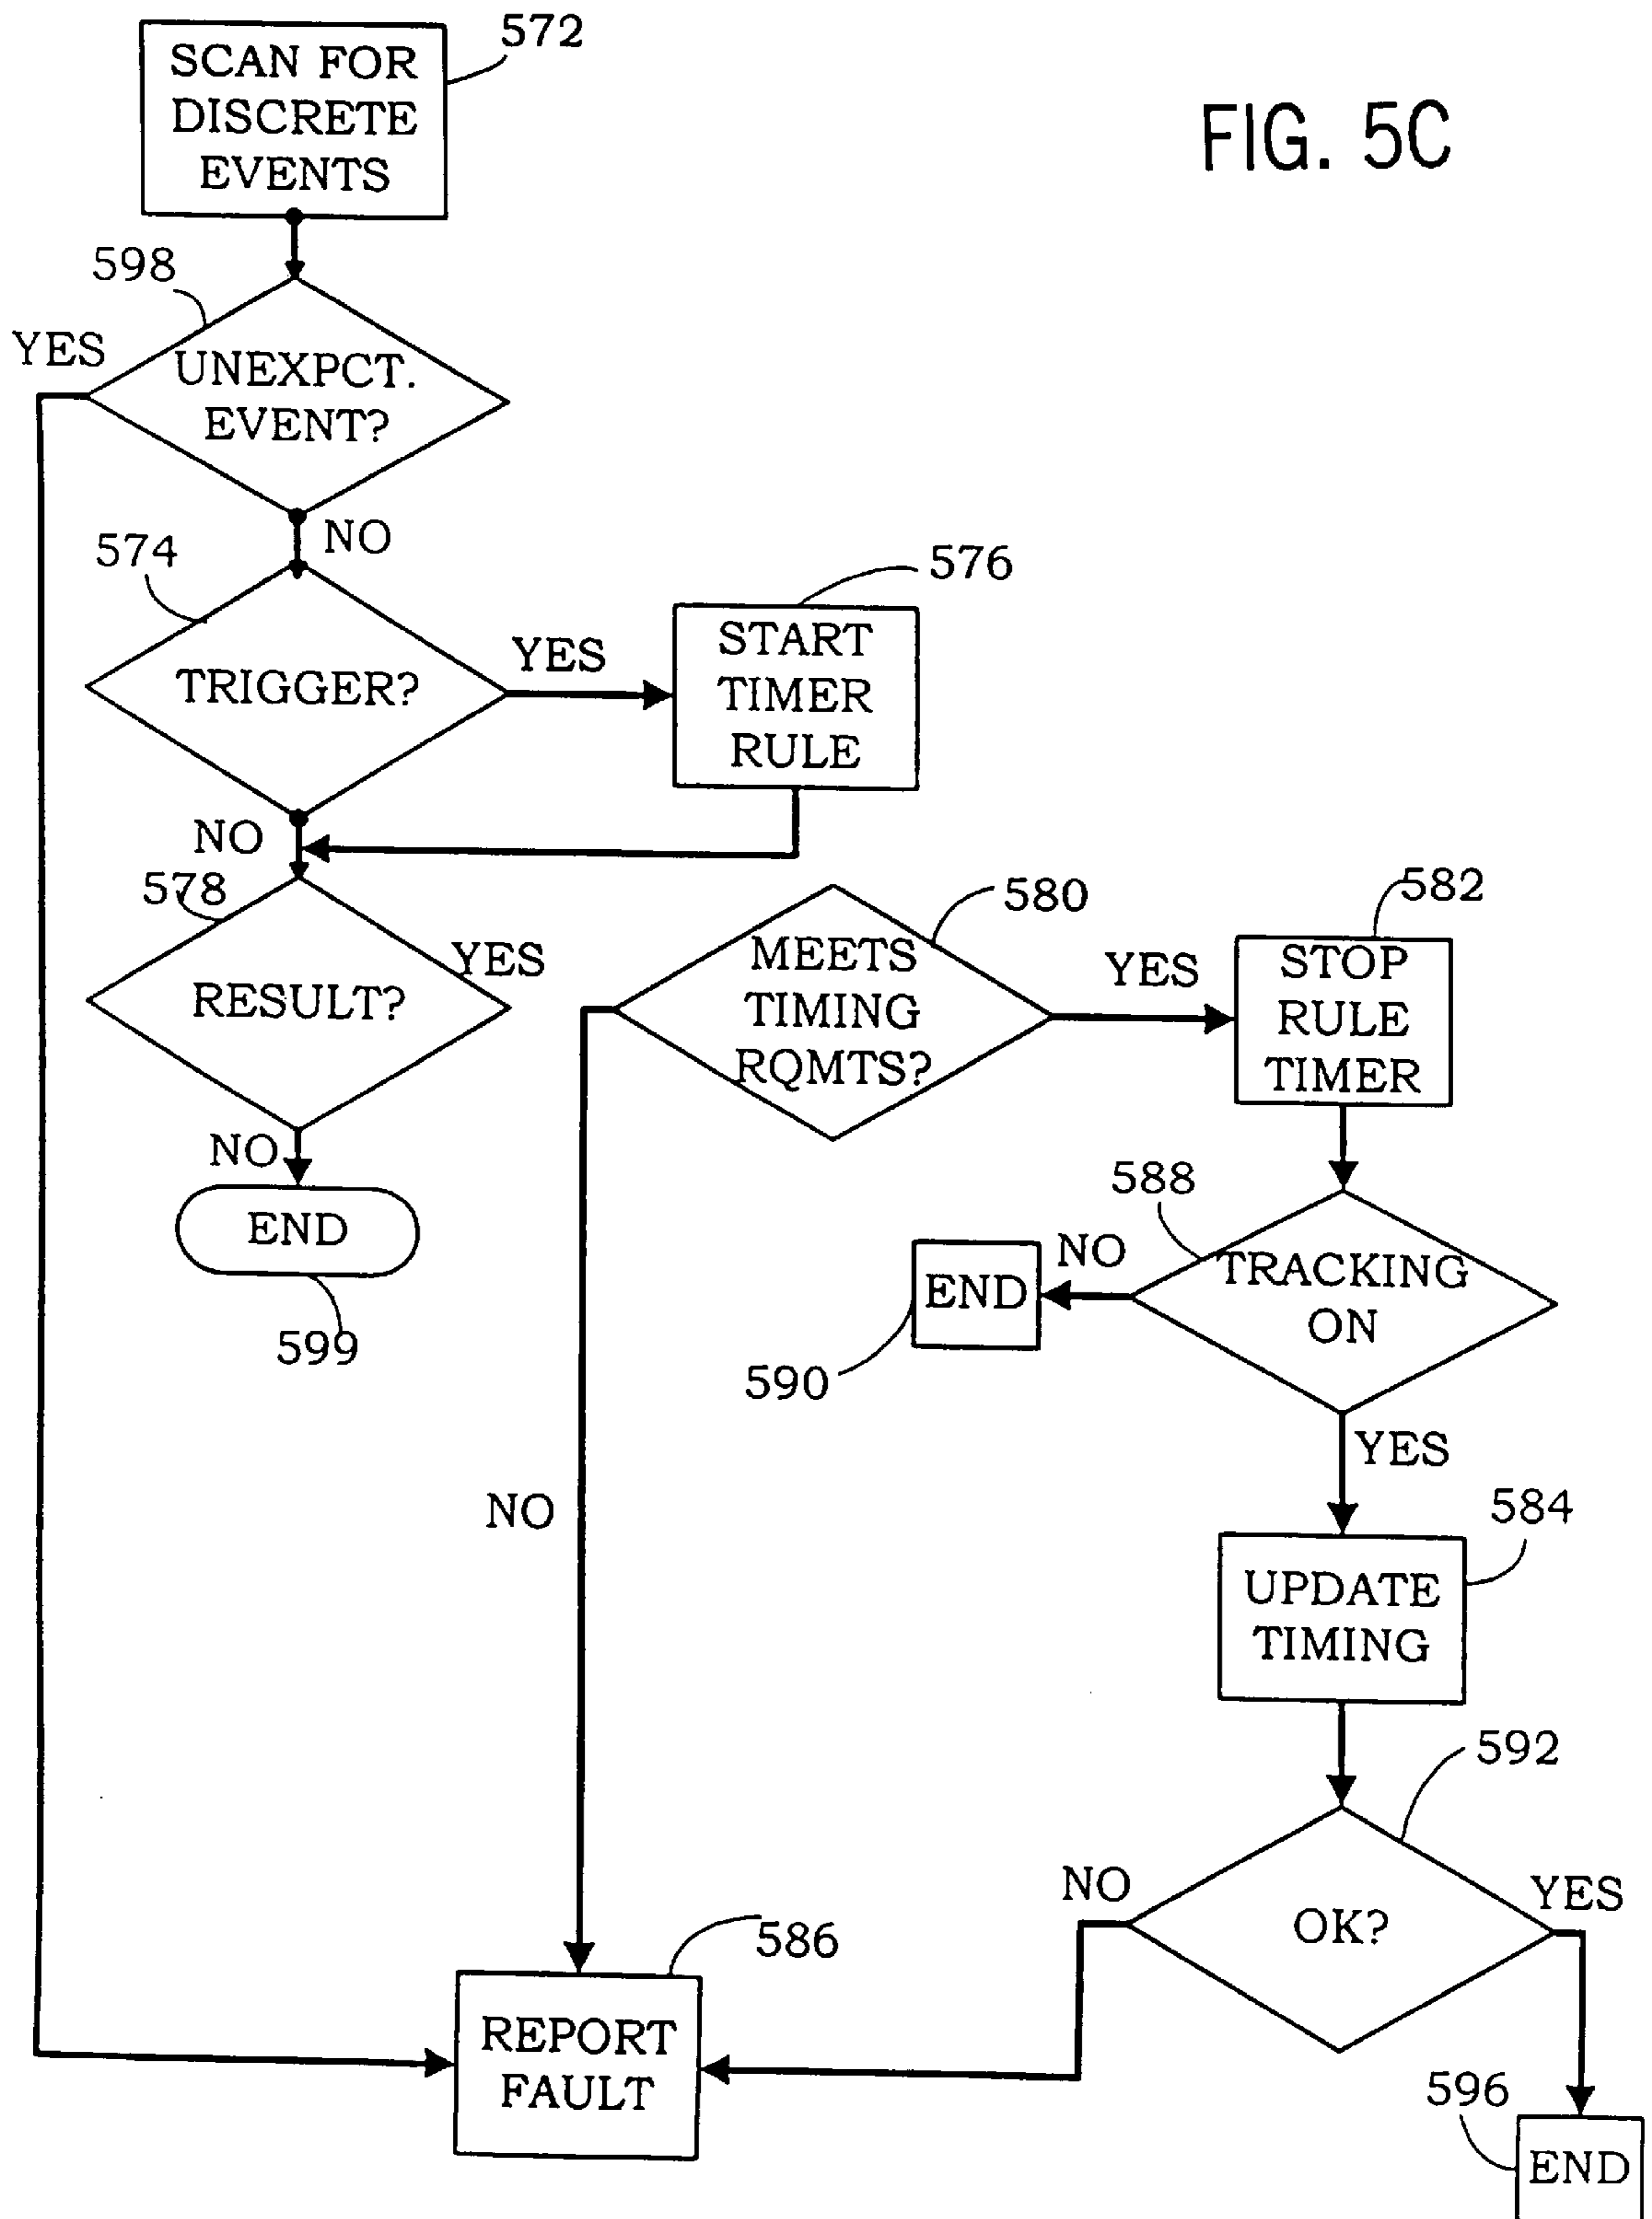 572
SCAN FOR
DISCRETE
EVENTS
FIG. 5C
598
YES
UNEXPCT.
EVENT?
NO
574
TRIGGER?
YES
576
START
TIMER
RULE
NO
578
RESULT?
YES
NO
END
599
580
MEETS
TIMING
RQMTS?
YES
582
STOP
RULE
TIMER
588
TRACKING
ON
NO
END
590
YES
NO
584
UPDATE
TIMING
592
OK?
NO
YES
586
REPORT
FAULT
596
END